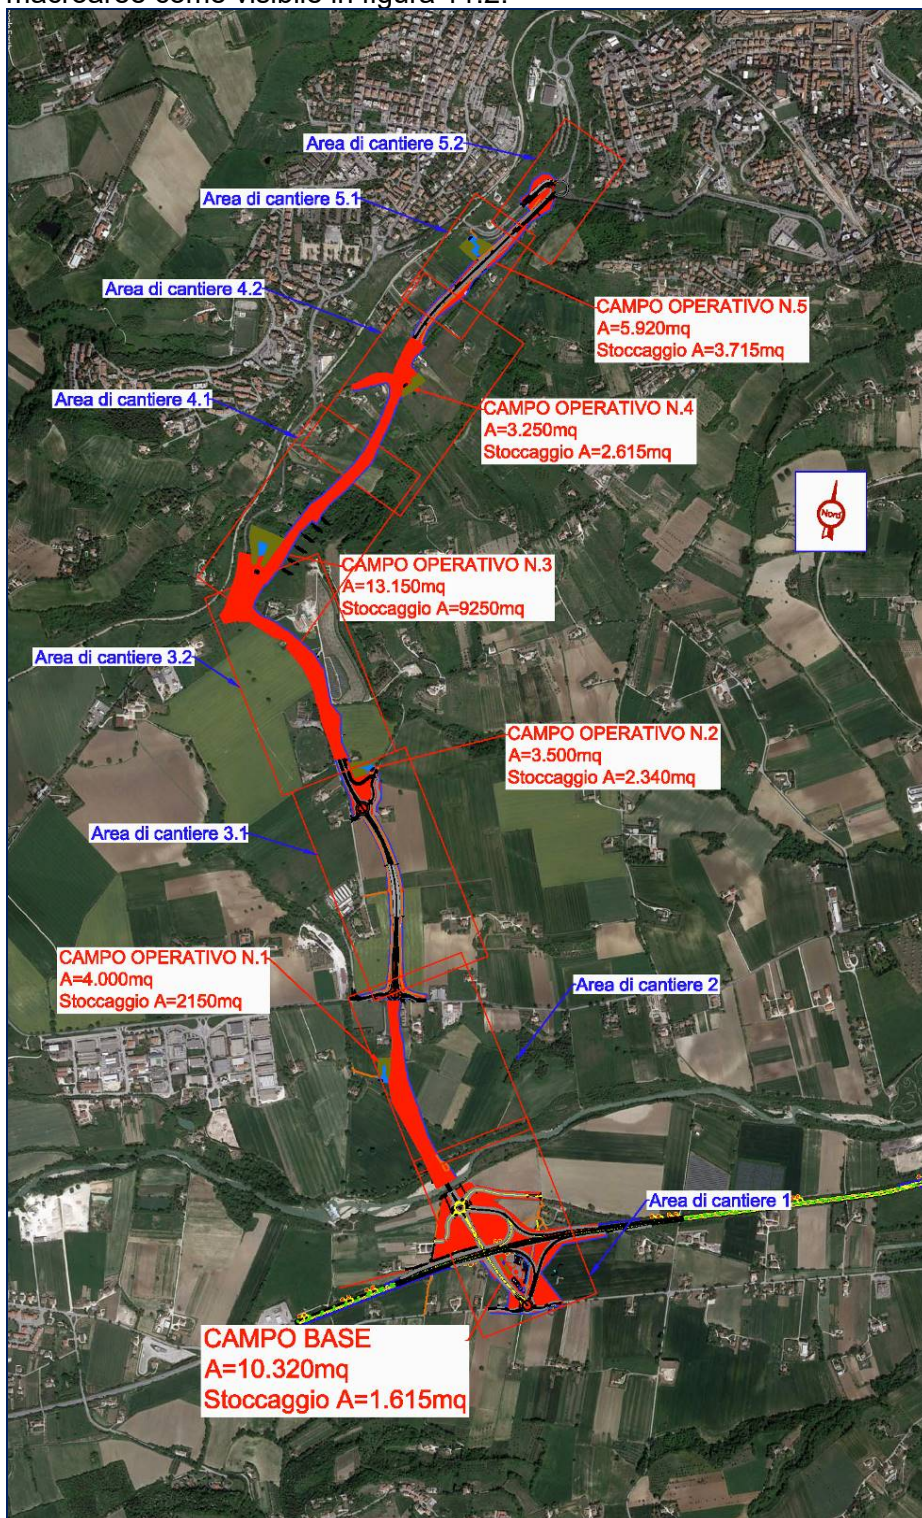 macroaree come visibile in figura 11.2.
Area di cantiere 5.2
Area di cantiere 5.1
Area di cantiere 4.2
CAMPO OPERATIVO N.5
A=5.920mq
Stoccaggio A=3.715mq
Area di cantiere 4.1
CAMPO OPERATIVO N.4
A=3.250mq
Stoccaggio A=2.615mq
Nord
CAMPO OPERATIVO N.3
A=13.150mq
Stoccaggio A=9250mq
Area di cantiere 3.2
CAMPO OPERATIVO N.2
A=3.500mq
Stoccaggio A=2.340mq
Area di cantiere 3.1
CAMPO OPERATIVO N.1
A=4.000mq
Stoccaggio A=2150mq
Area di cantiere 2
Area di cantiere 1
CAMPO BASE
A=10.320mq
Stoccaggio A=1.615mq